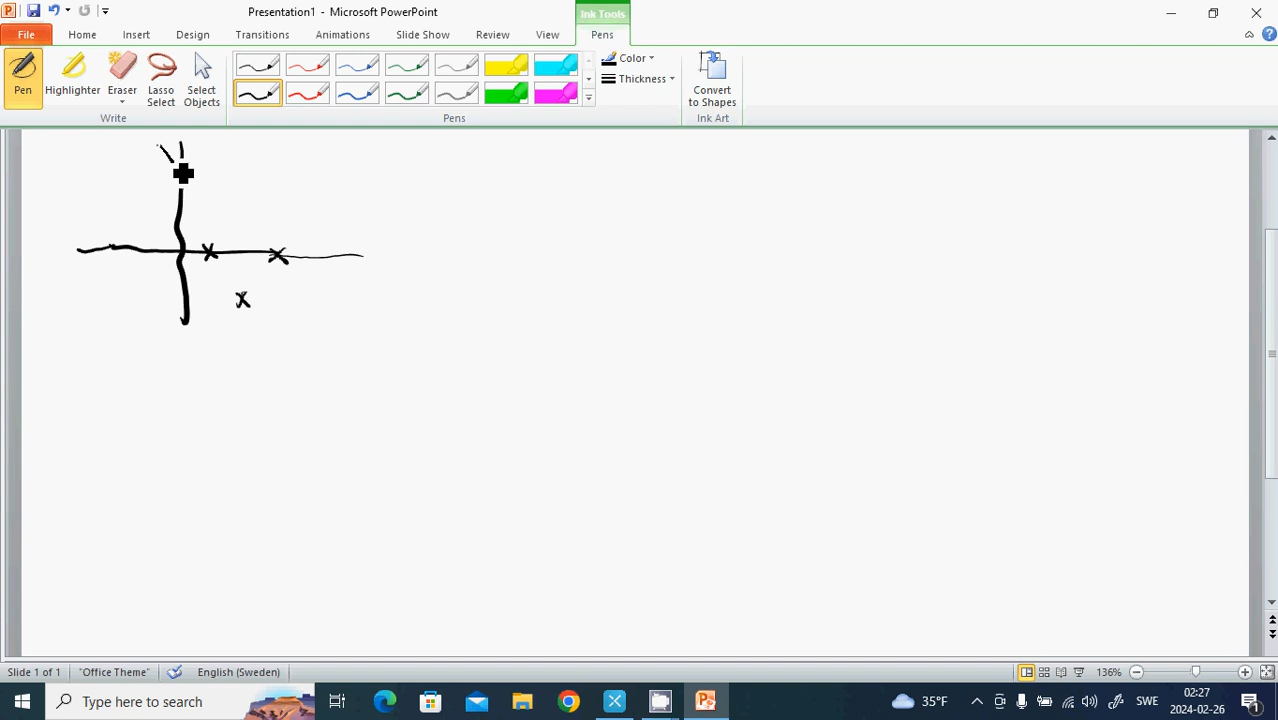 Presentation1 - Microsoft PowerPoint
Ink Tools
File Home Insert Design Transitions Animations Slide Show Review View Pens
Pen Highlighter Eraser Lasso Select Select Objects
Color
Thickness
Convert to Shapes
Write Pens Ink Art
x x
x
Slide 1 of 1 "Office Theme" English (Sweden) 136%
Type here to search 35°F SWE 02:27
2024-02-26 1